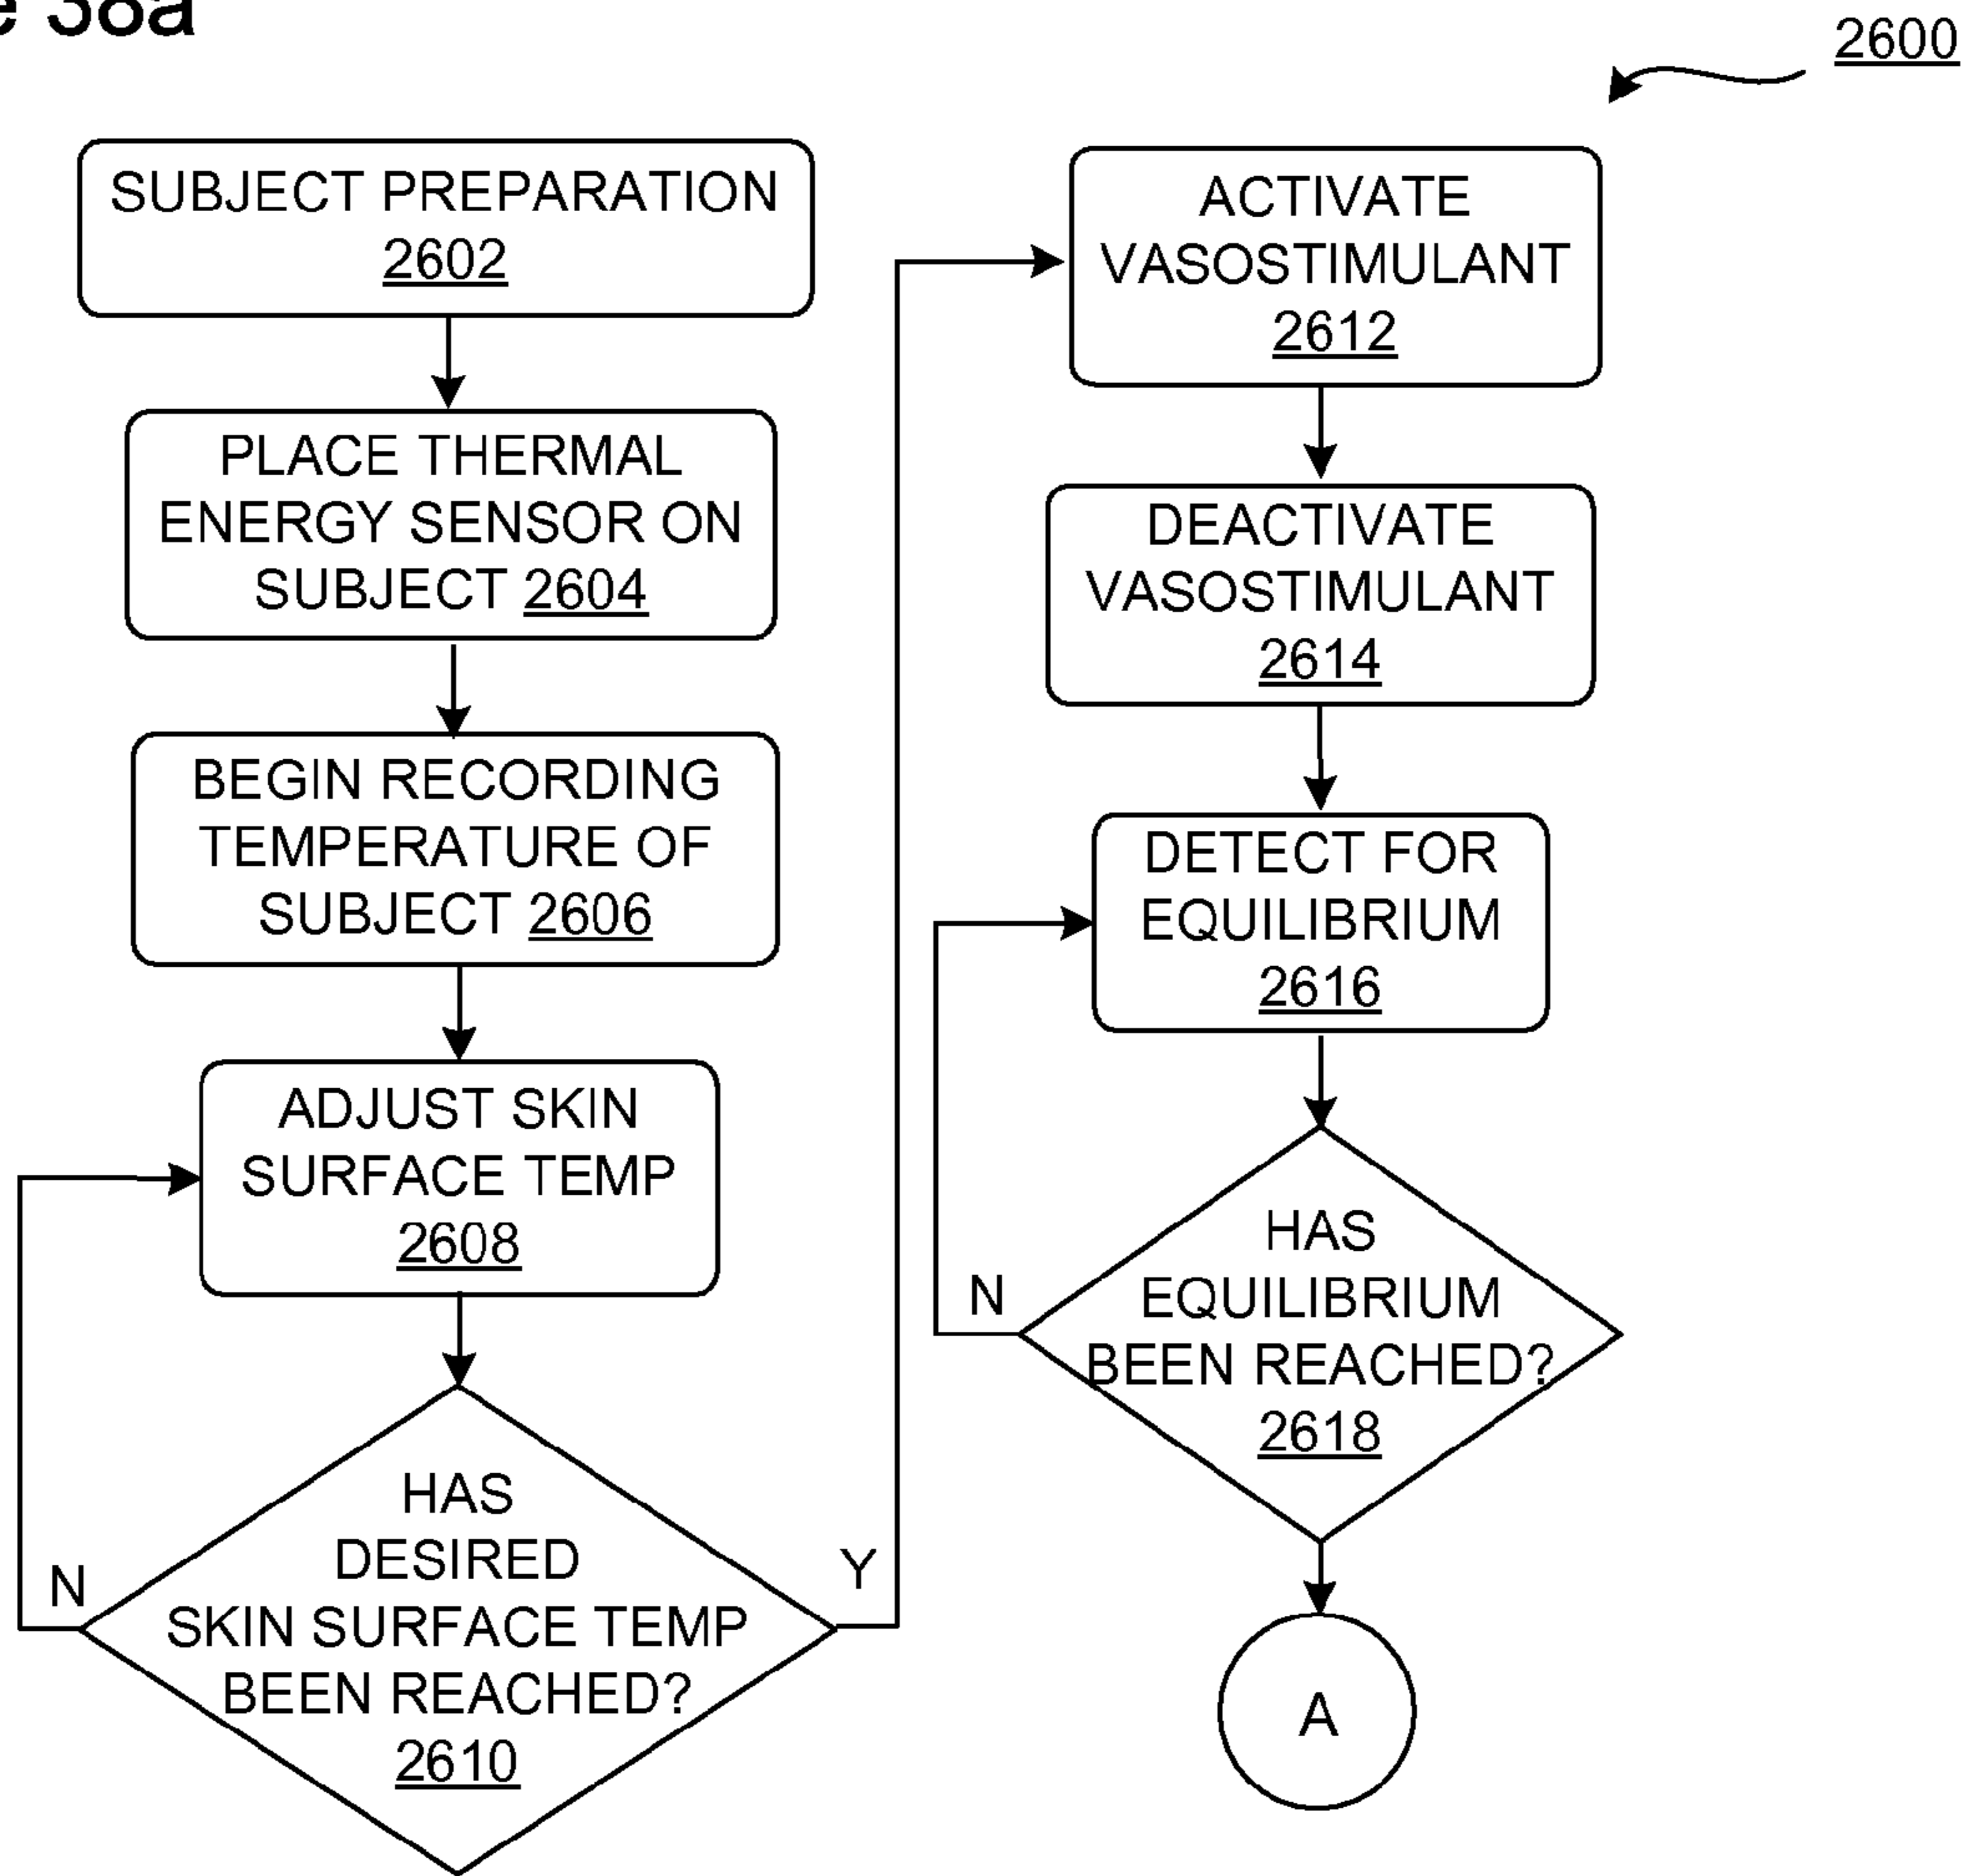 38a
2600
SUBJECT PREPARATION
2602
PLACE THERMAL
ENERGY SENSOR ON
SUBJECT 2604
BEGIN RECORDING
TEMPERATURE OF
SUBJECT 2606
ADJUST SKIN
SURFACE TEMP
2608
HAS
DESIRED
SKIN SURFACE TEMP
BEEN REACHED?
2610
N
Y
ACTIVATE
VASOSTIMULANT
2612
DEACTIVATE
VASOSTIMULANT
2614
DETECT FOR
EQUILIBRIUM
2616
HAS
EQUILIBRIUM
BEEN REACHED?
2618
N
A